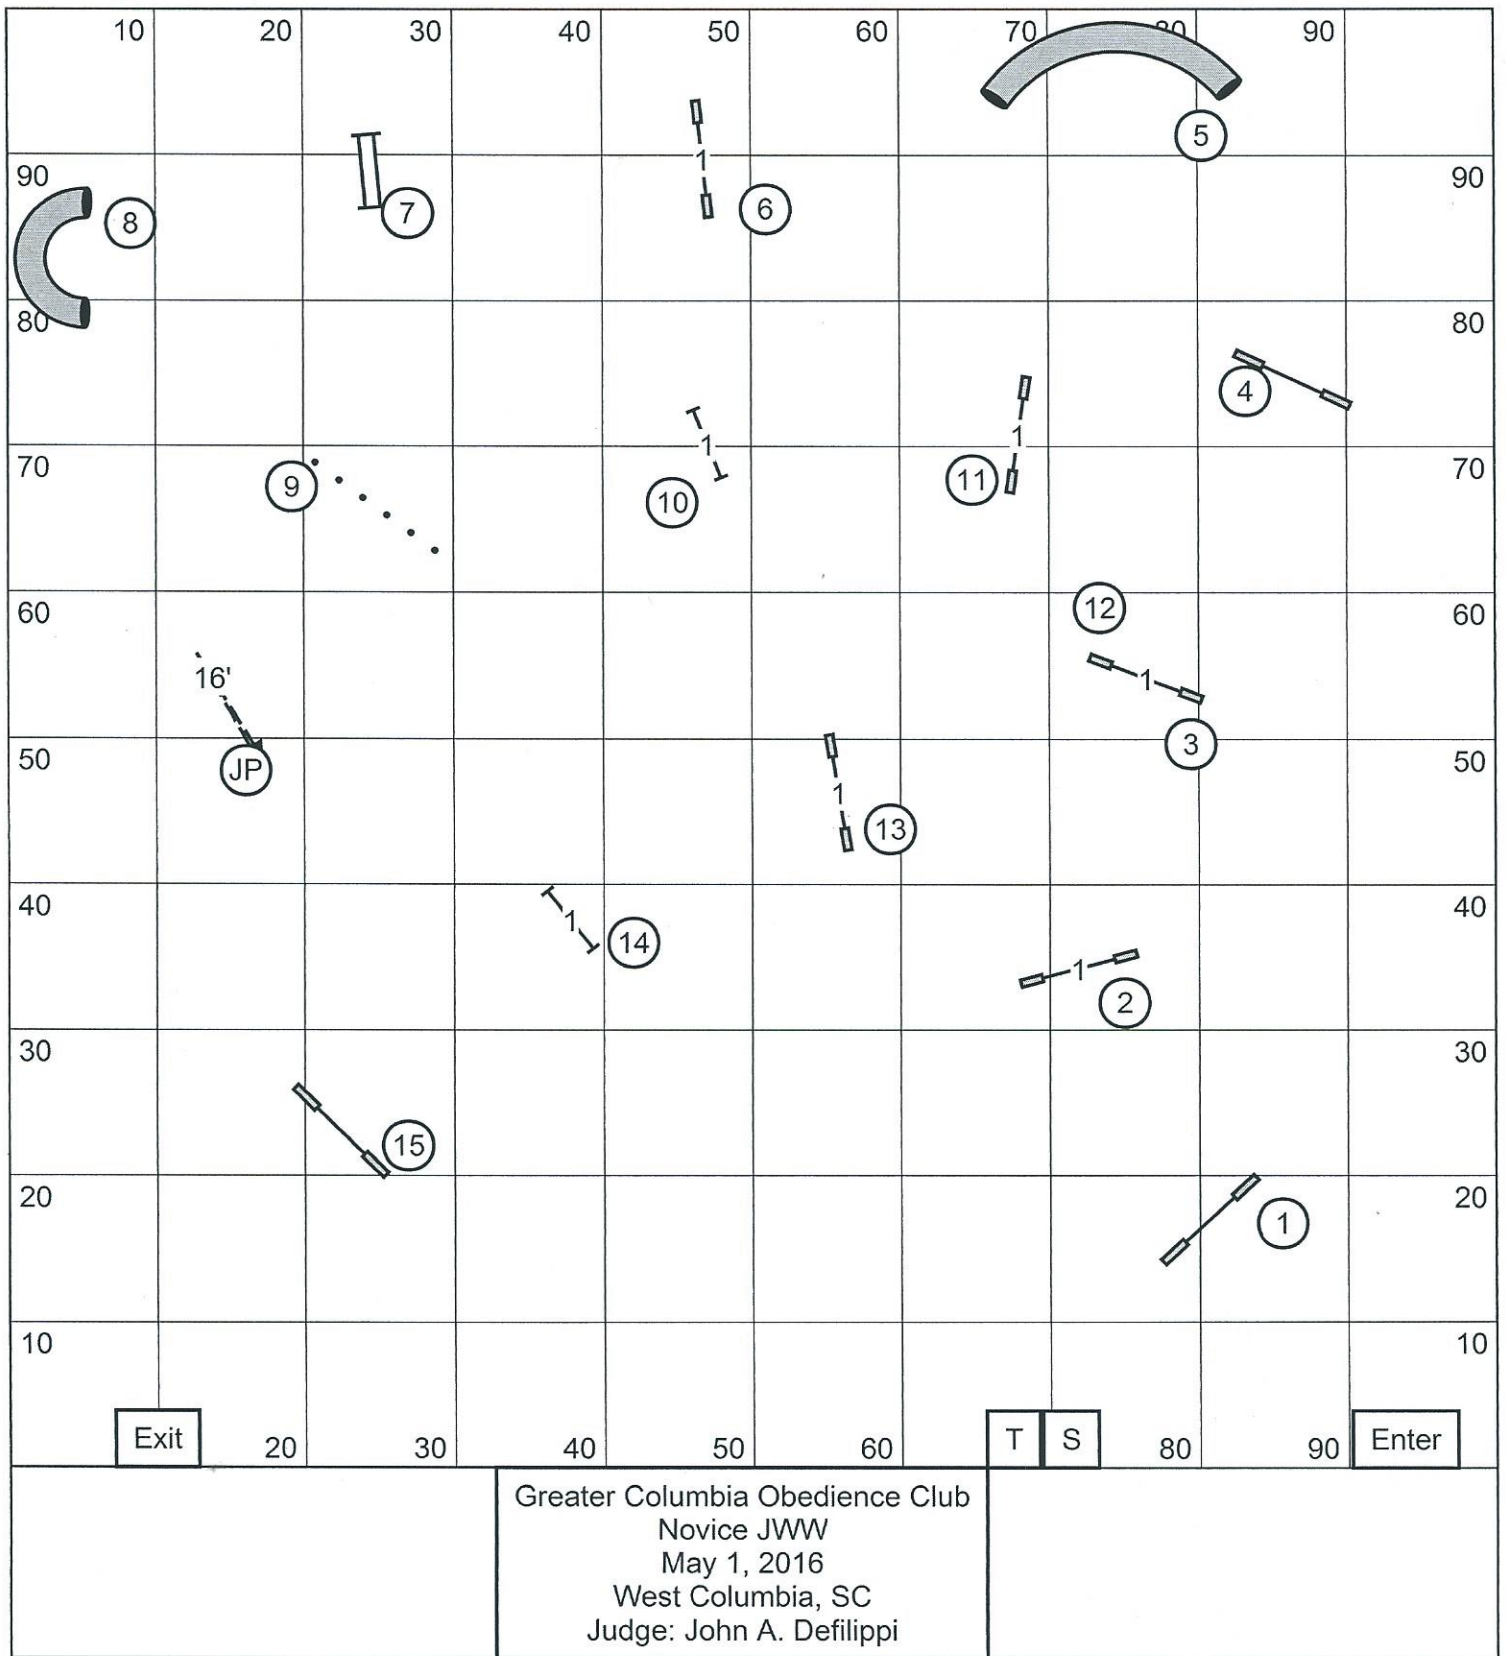 10 20 30 40 50 60 70 80 90
5
90 8 7 6 90
80 4 80
70 9 1 10 11 1 70
60 12 60
16' 1
50 JP 1 3 50
13
40 1 14 40
1 2
30 30
15
20 1 20
10 10
Exit 20 30 40 50 60 T S 80 90 Enter
Greater Columbia Obedience Club
Novice JWW
May 1, 2016
West Columbia, SC
Judge: John A. Defilippi